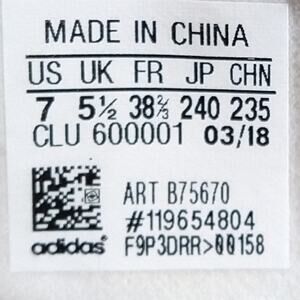 MADE IN CHINA
US UK FR JP CHN
7 5½ 38⅔ 240 235
CLU 600001 03/18
ART B75670
#119654804
adidas® F9P3DRR>00158